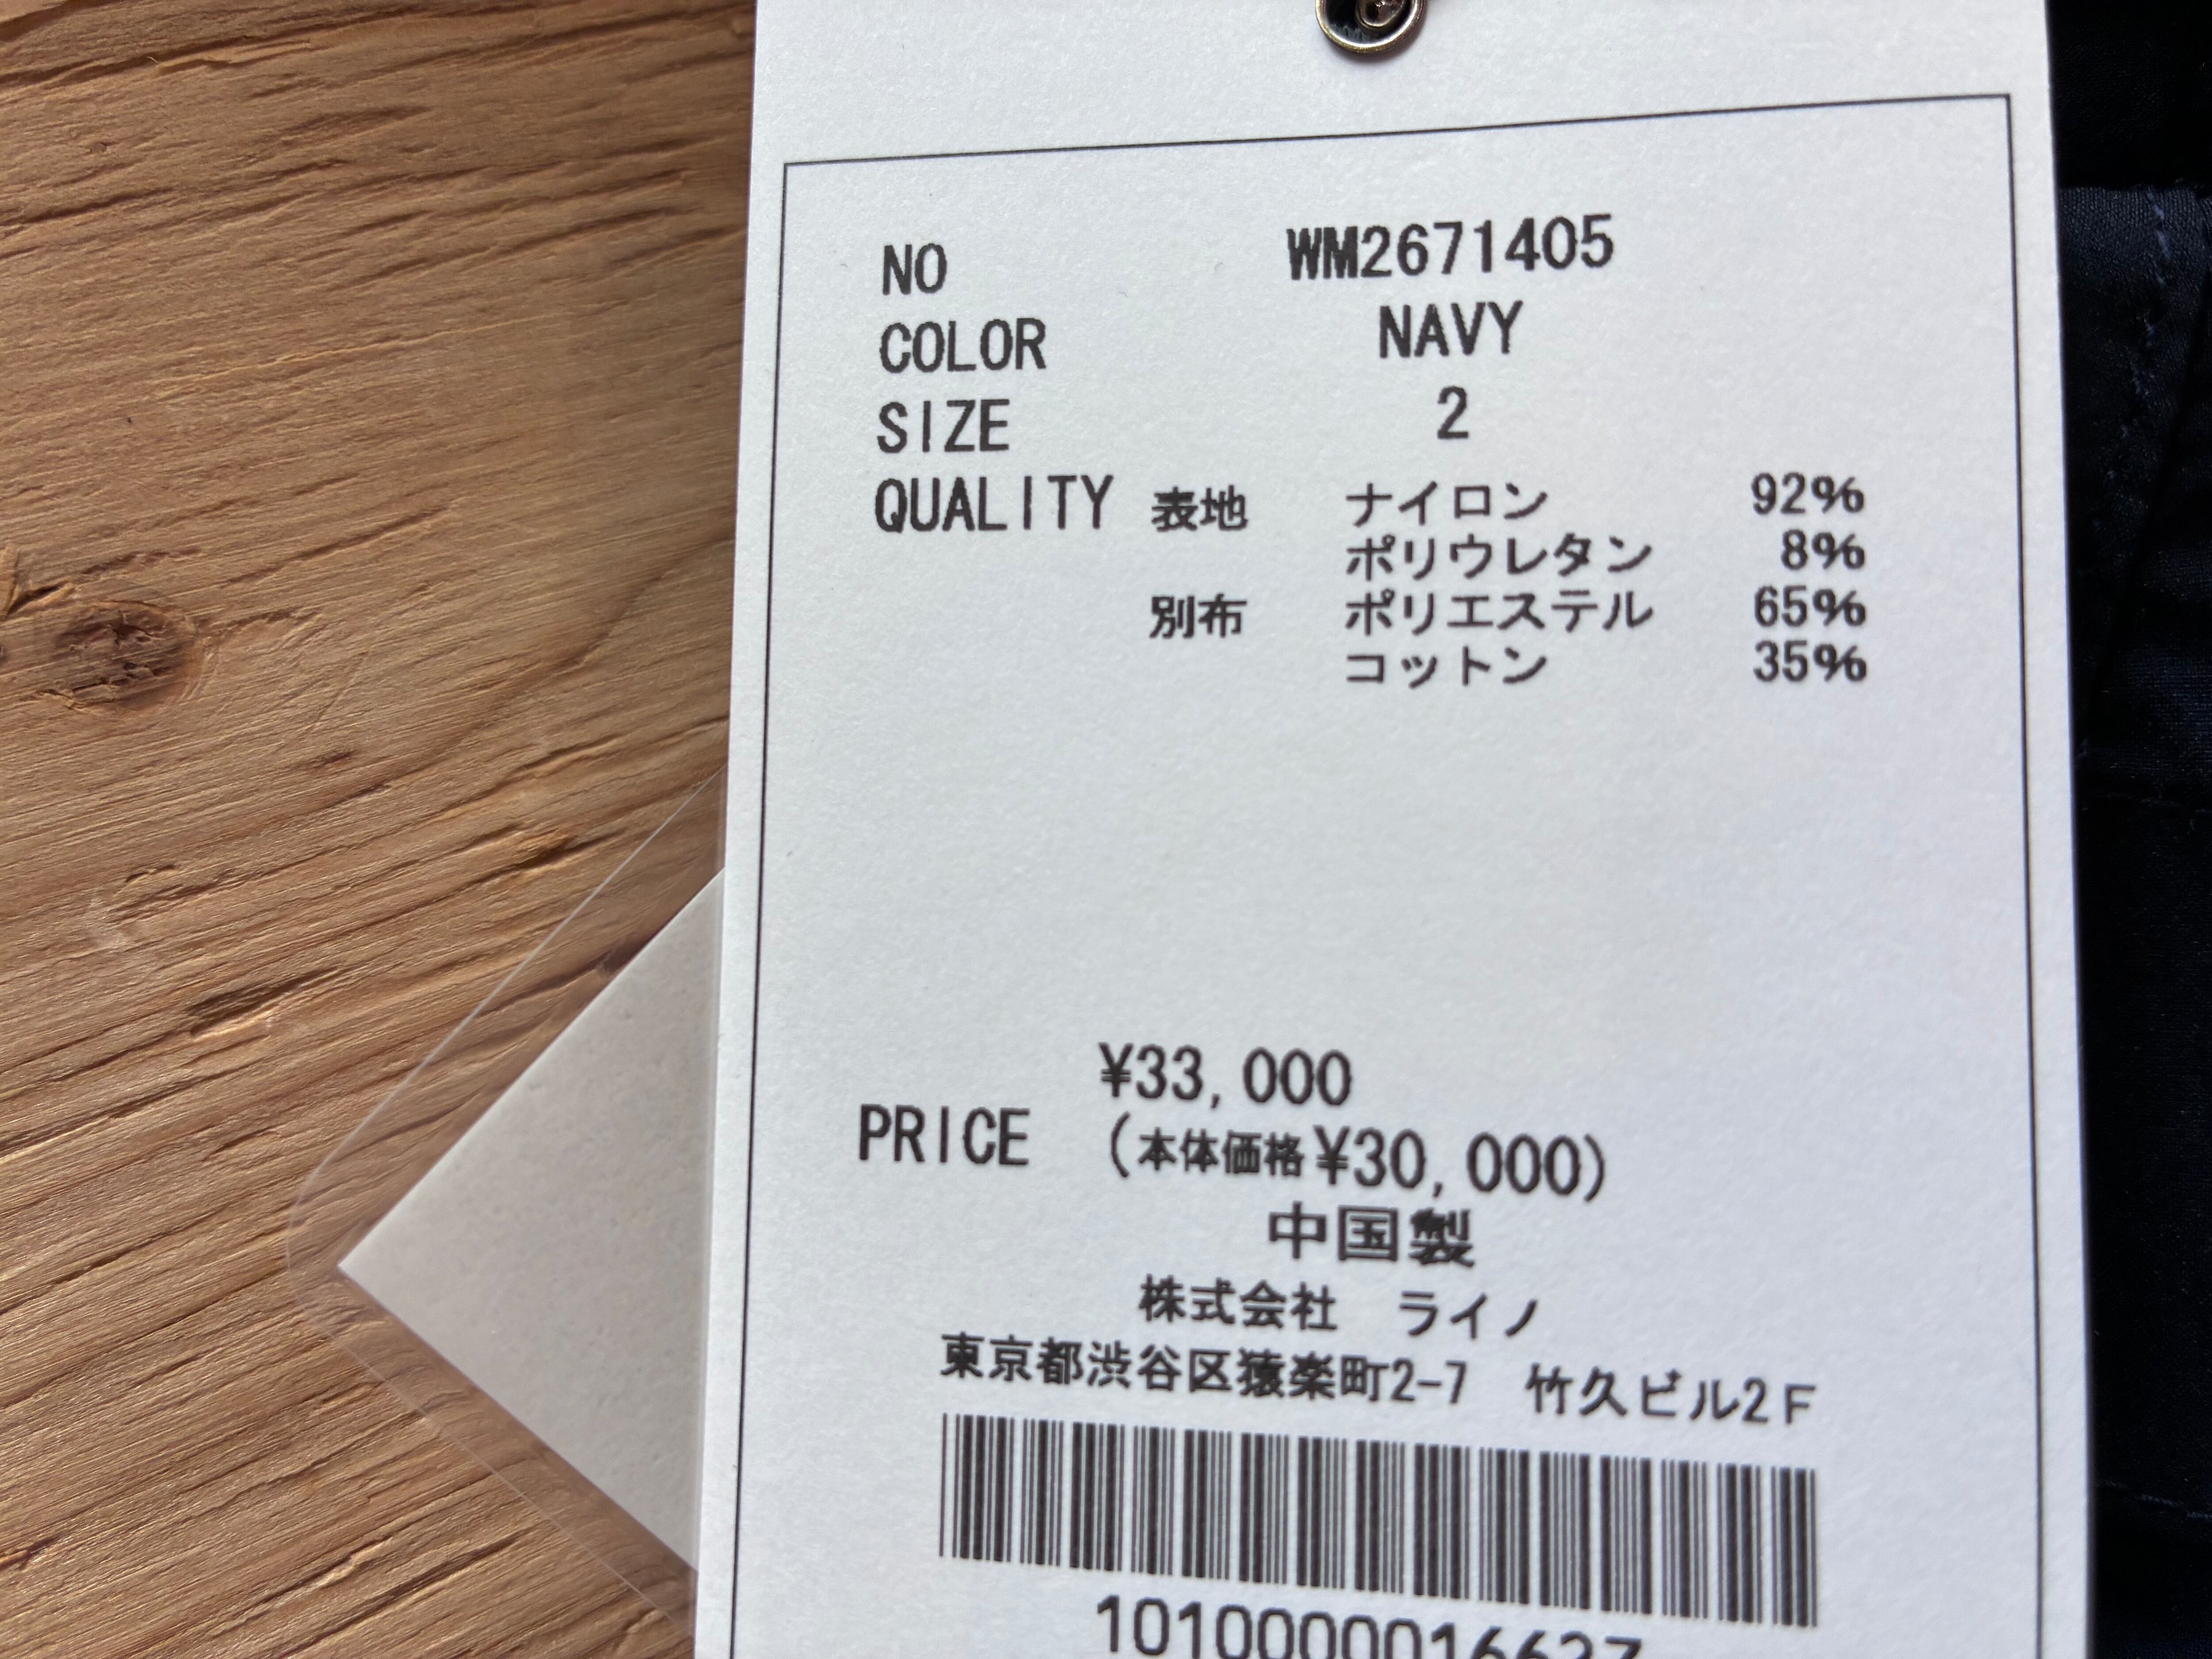 NO WM2671405
COLOR NAVY
SIZE 2
QUALITY 表地 ナイロン 92%
ポリウレタン 8%
別布 ポリエステル 65%
コットン 35%
¥33,000
PRICE (本体価格¥30,000)
中国製
株式会社 ライノ
東京都渋谷区猿楽町2-7 竹久ビル2F